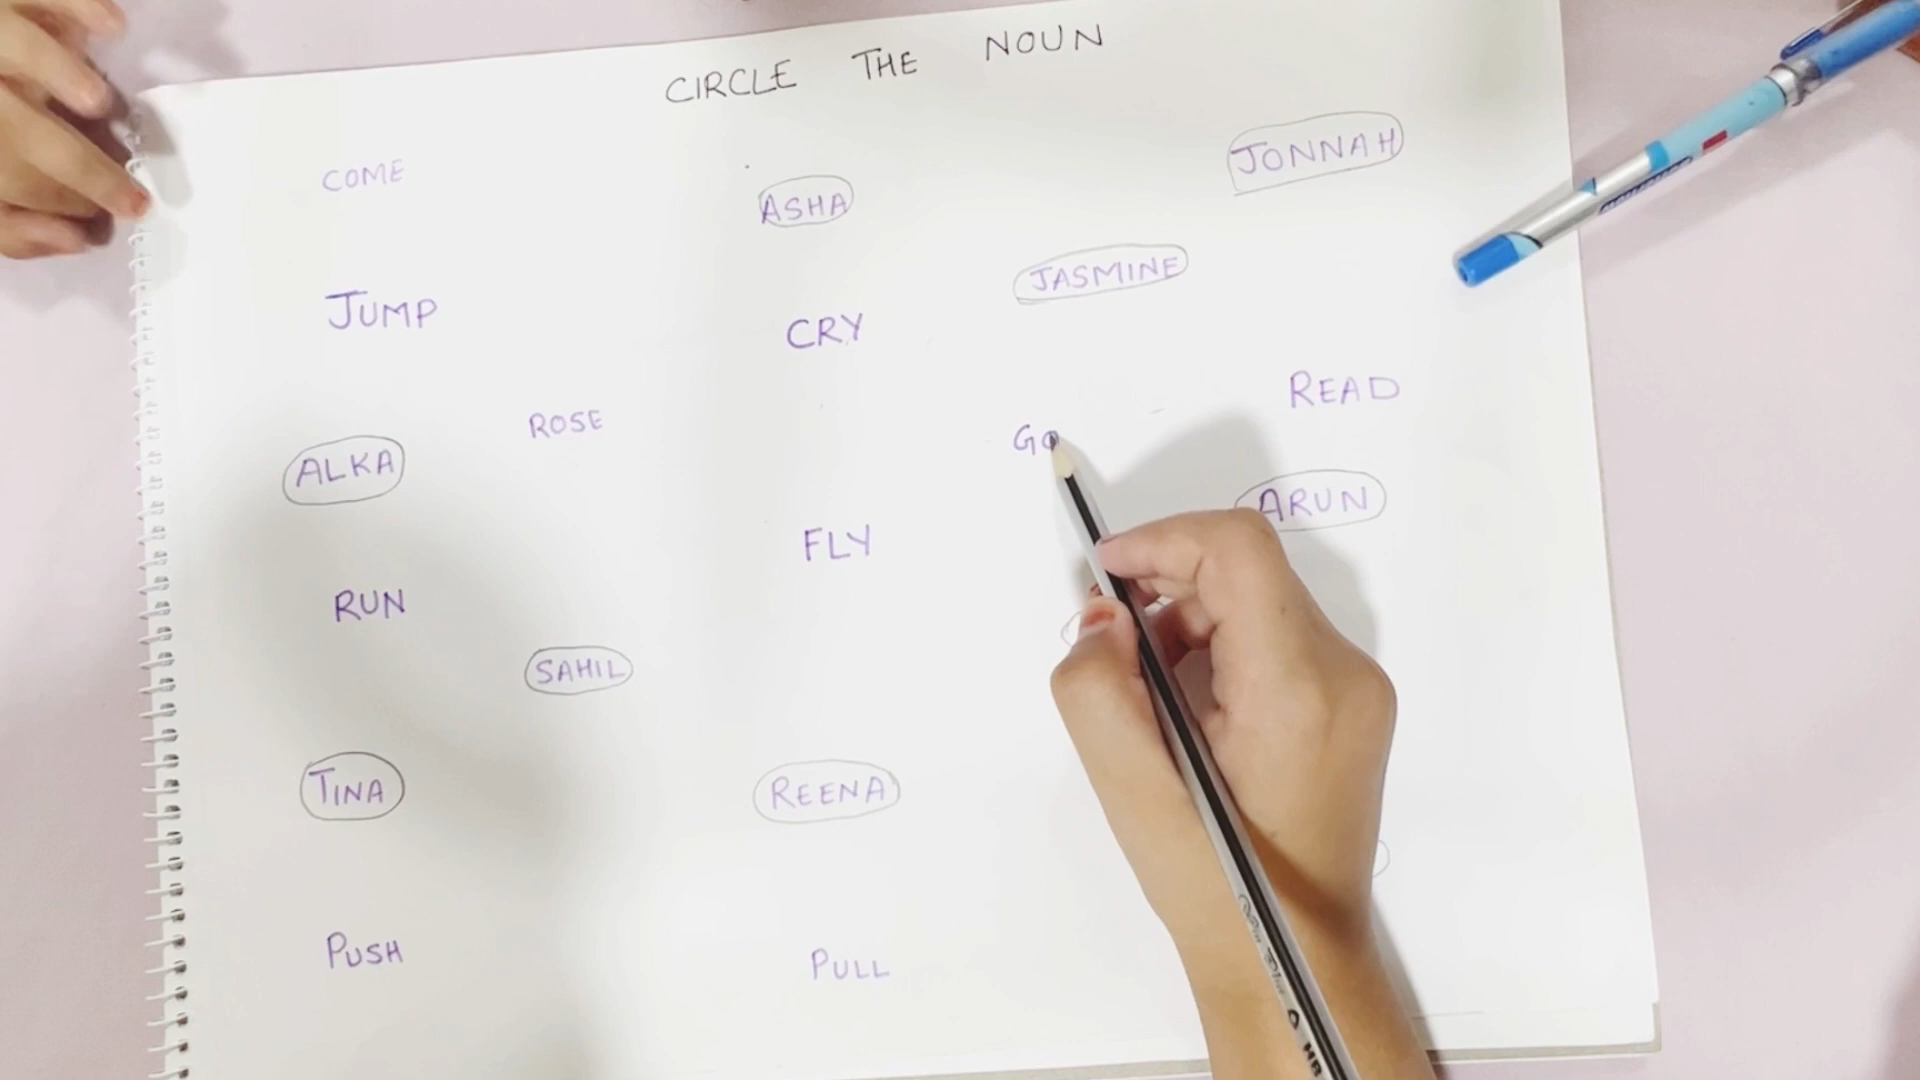 CIRCLE THE NOUN
COME
ASHA
JONNAH
JASMINE
JUMP
CRY
READ
ROSE
GO
ALKA
ARUN
FLY
RUN
SAHIL
TINA
REENA
PUSH
PULL
HB